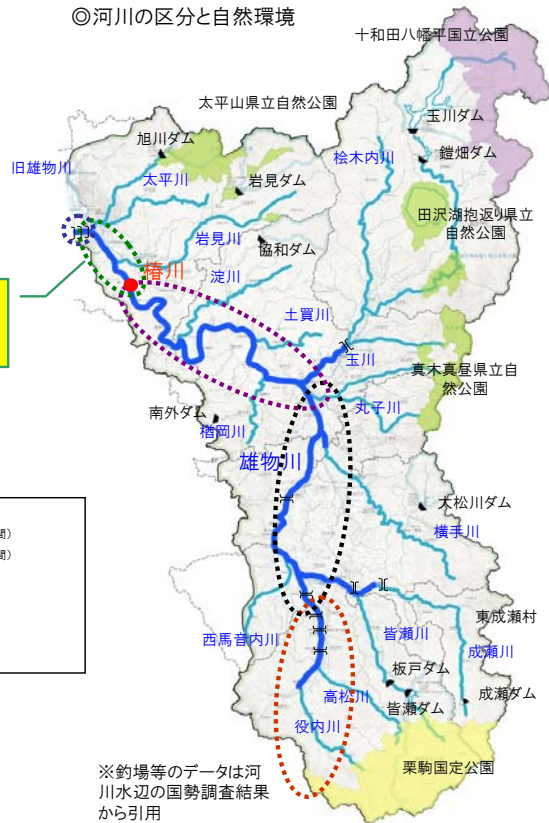 ◎河川の区分と自然環境
十和田八幡平国立公園
太平山県立自然公園
玉川ダム
旭川ダム
鎧畑ダム
桧木内川
旧雄物川
太平川
岩見ダム
田沢湖抱返り県立
自然公園
岩見川
協和ダム
椿川
淀川
土買川
玉川
真木真昼県立自
然公園
丸子川
南外ダム
楢岡川
雄物川
大松川ダム
横手川
間)
間)
東成瀬村
皆瀬川
西馬音内川
成瀬川
板戸ダム
高松川
成瀬ダム
皆瀬ダム
役内川
栗駒国定公園
※釣場等のデータは河
川水辺の国勢調査結果
から引用